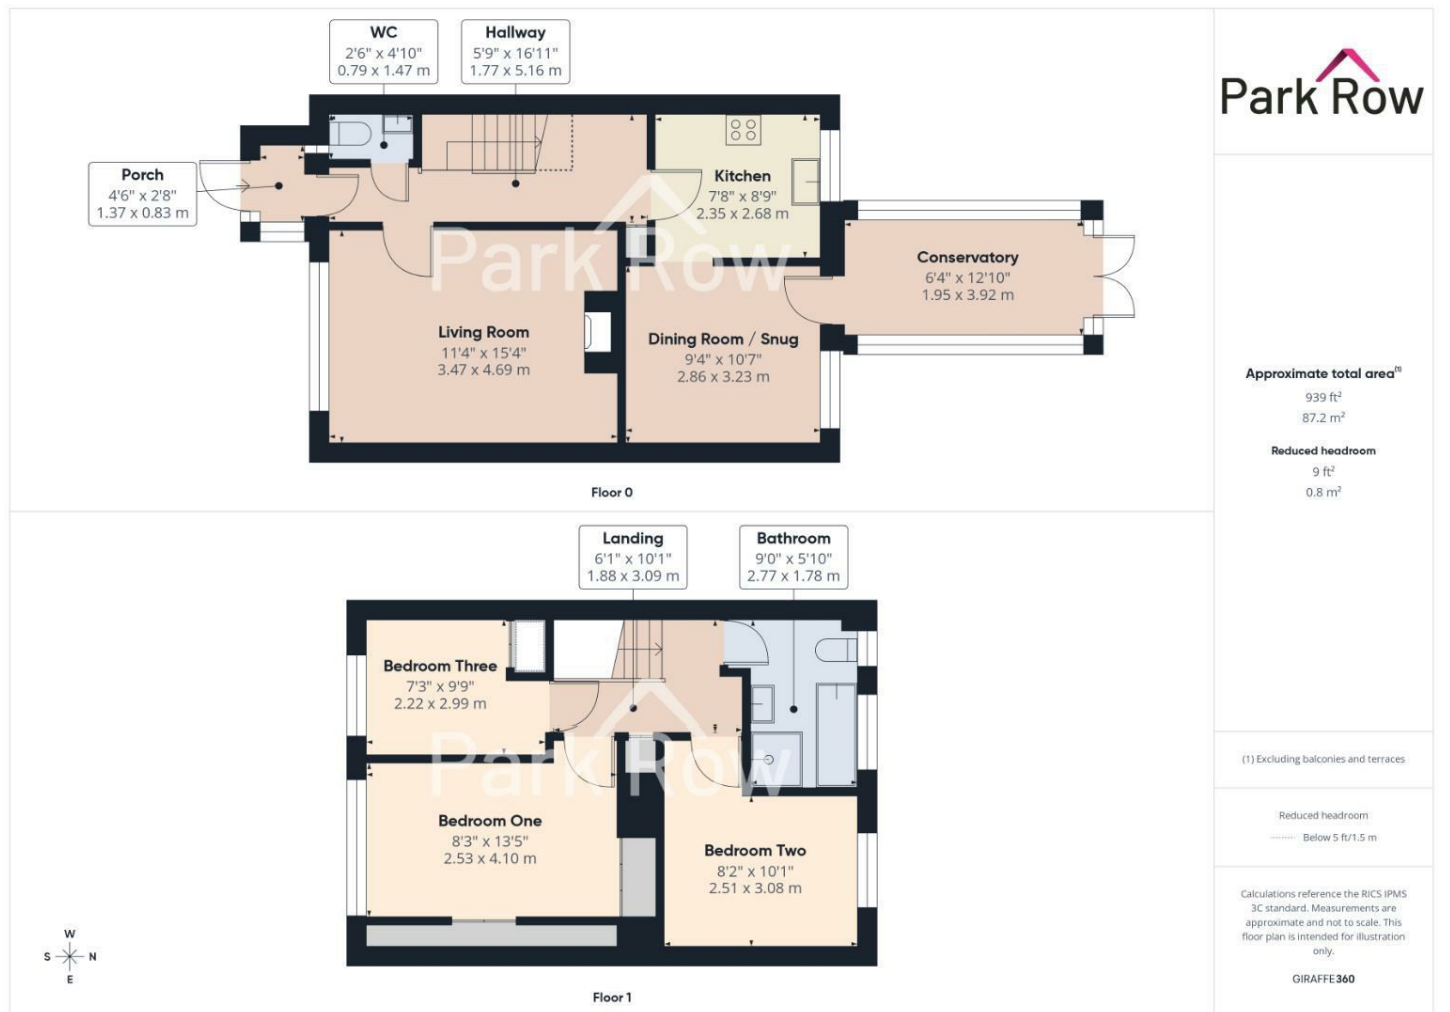 WC
2'6" x 4'10"
0.79 x 1.47 m
Hallway
5'9" x 16'11"
1.77 x 5.16 m
Porch
4'6" x 2'8"
1.37 x 0.83 m
Kitchen
7'8" x 8'9"
2.35 x 2.68 m
Conservatory
6'4" x 12'10"
1.95 x 3.92 m
Living Room
11'4" x 15'4"
3.47 x 4.69 m
Dining Room / Snug
9'4" x 10'7"
2.86 x 3.23 m
Park Row
Floor 0
Landing
6'1" x 10'1"
1.88 x 3.09 m
Bathroom
9'0" x 5'10"
2.77 x 1.78 m
Bedroom Three
7'3" x 9'9"
2.22 x 2.99 m
Bedroom One
8'3" x 13'5"
2.53 x 4.10 m
Bedroom Two
8'2" x 10'1"
2.51 x 3.08 m
Park Row
Floor 1
W
S N
E
Park Row
Approximate total area(1)
939 ft²
87.2 m²
Reduced headroom
9 ft²
0.8 m²
(1) Excluding balconies and terraces
Reduced headroom
Below 5 ft/1.5 m
Calculations reference the RICS IPMS
3C standard. Measurements are
approximate and not to scale. This
floor plan is intended for illustration
only.
GIRAFFE360